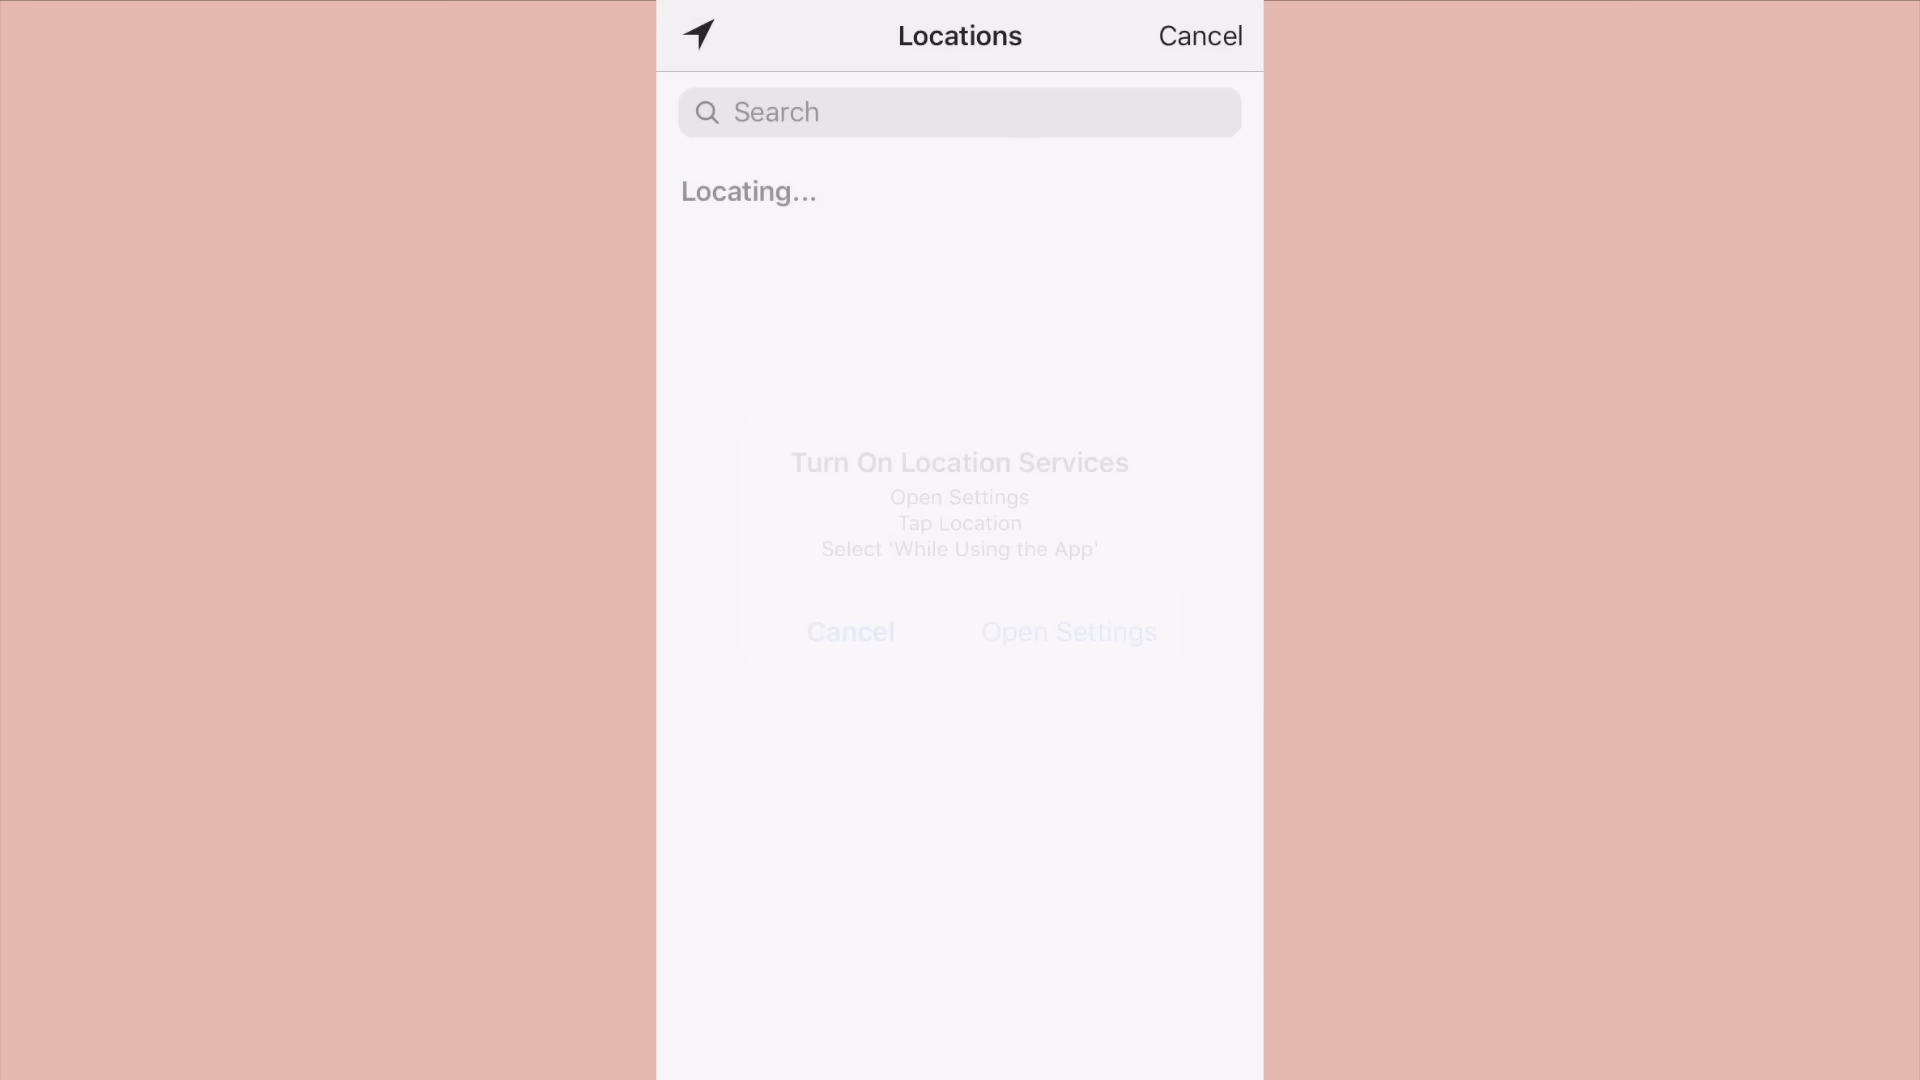 Locations
Cancel
Search
Locating...
Turn On Location Services
Open Settings
Tap Location
Select 'While Using the App'
Cancel
Open Settings